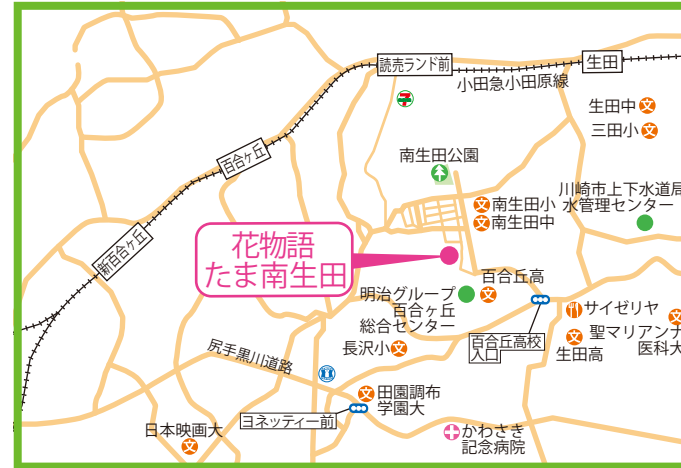 読売ランド前
生田
小田急小田原線
生田中
三田小
百合ヶ丘
南生田公園
南生田小
南生田中
川崎市上下水道局
水管理センター
新百合ヶ丘
花物語
たま南生田
百合丘高
明治グループ
百合ヶ丘
総合センター
サイゼリヤ
百合丘高校
入口
聖マリアンナ
医科大
生田高
長沢小
尻手黒川道路
田園調布
学園大
ヨネッティー前
日本映画大
かわさき
記念病院